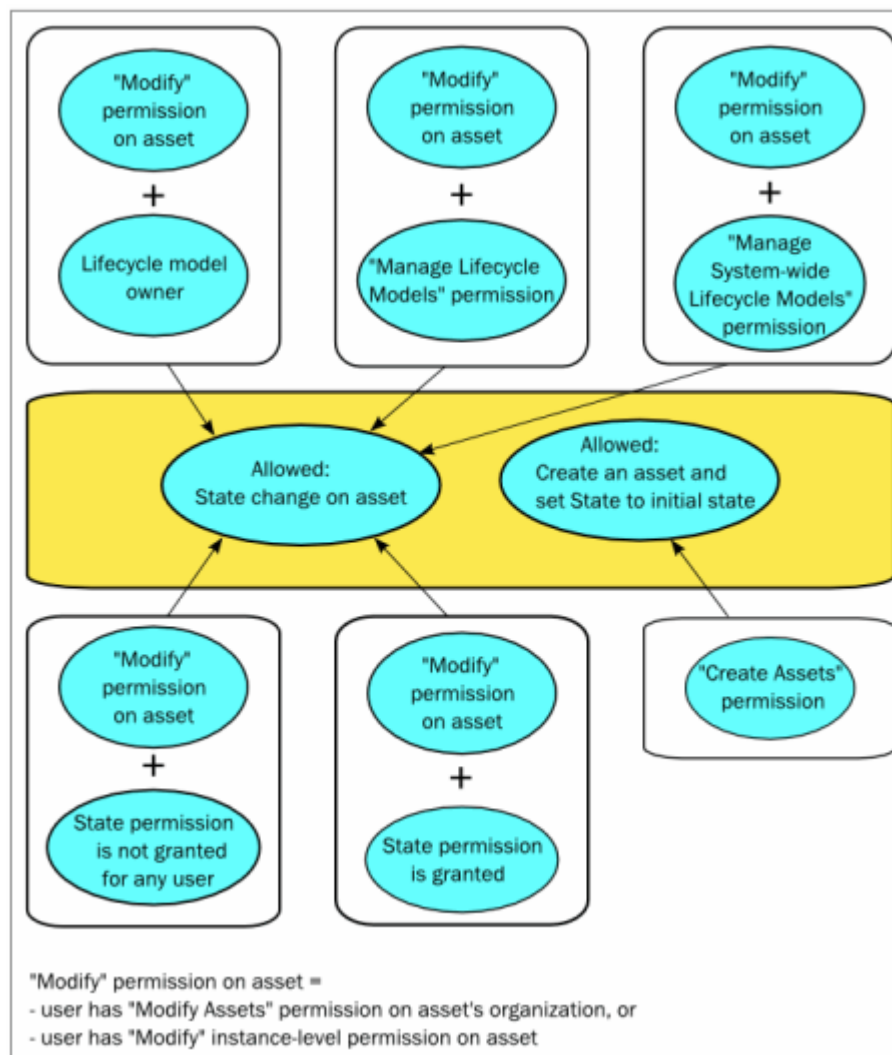 "Modify"
permission
on asset
+
Lifecycle model
owner
"Modify"
permission
on asset
+
"Manage Lifecycle
Models" permission
"Modify"
permission
on asset
+
"Manage
System-wide
Lifecycle Models"
permission
Allowed:
State change on asset
Allowed:
Create an asset and
set State to initial state
"Modify"
permission
on asset
+
State permission
is not granted
for any user
"Modify"
permission
on asset
+
State permission
is granted
"Create Assets"
permission
"Modify" permission on asset =
- user has "Modify Assets" permission on asset's organization, or
- user has "Modify" instance-level permission on asset